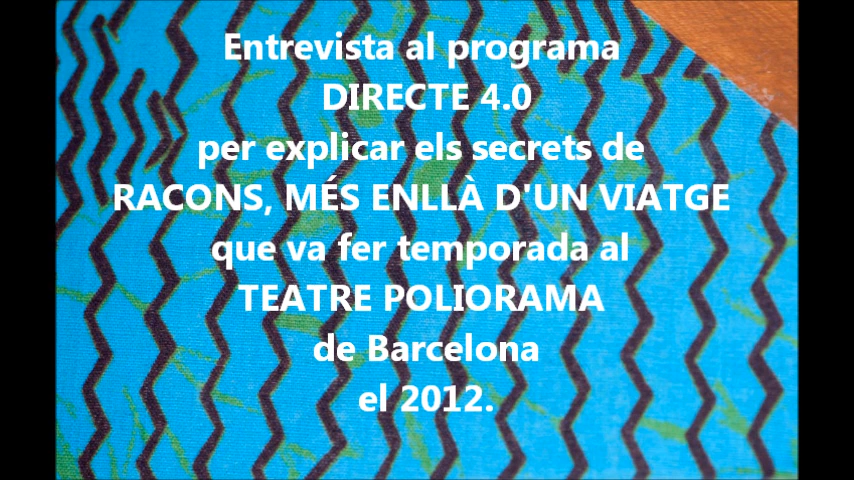 Entrevista al programa
DIRECTE 4.0
per explicar els secrets de
RACONS, MÉS ENLLÀ D'UN VIATGE
que va fer temporada al
TEATRE POLIORAMA
de Barcelona
el 2012.